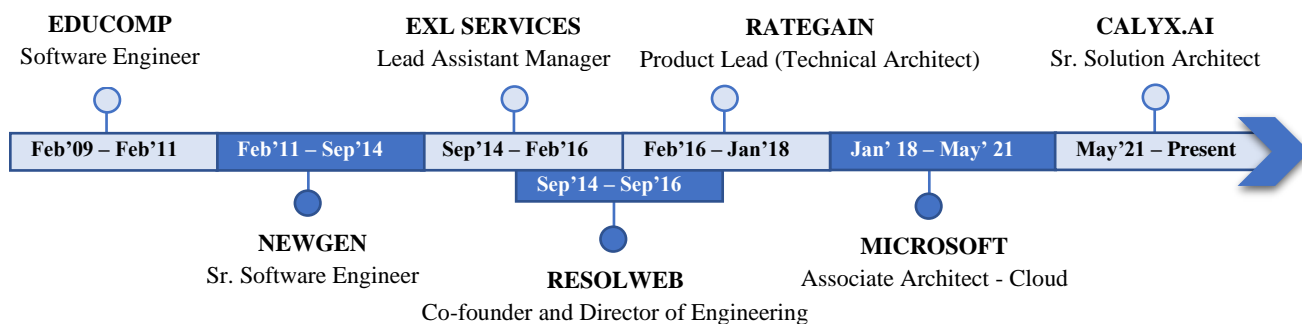 EDUCOMP
Software Engineer
EXL SERVICES
Lead Assistant Manager
RATEGAIN
Product Lead (Technical Architect)
CALYX.AI
Sr. Solution Architect
Feb’09 – Feb’11
Feb’11 – Sep’14
Sep’14 – Feb’16
Feb’16 – Jan’18
Jan’ 18 – May’ 21
May’21 – Present
Sep’14 – Sep’16
NEWGEN
Sr. Software Engineer
RESOLWEB
Co-founder and Director of Engineering
MICROSOFT
Associate Architect - Cloud